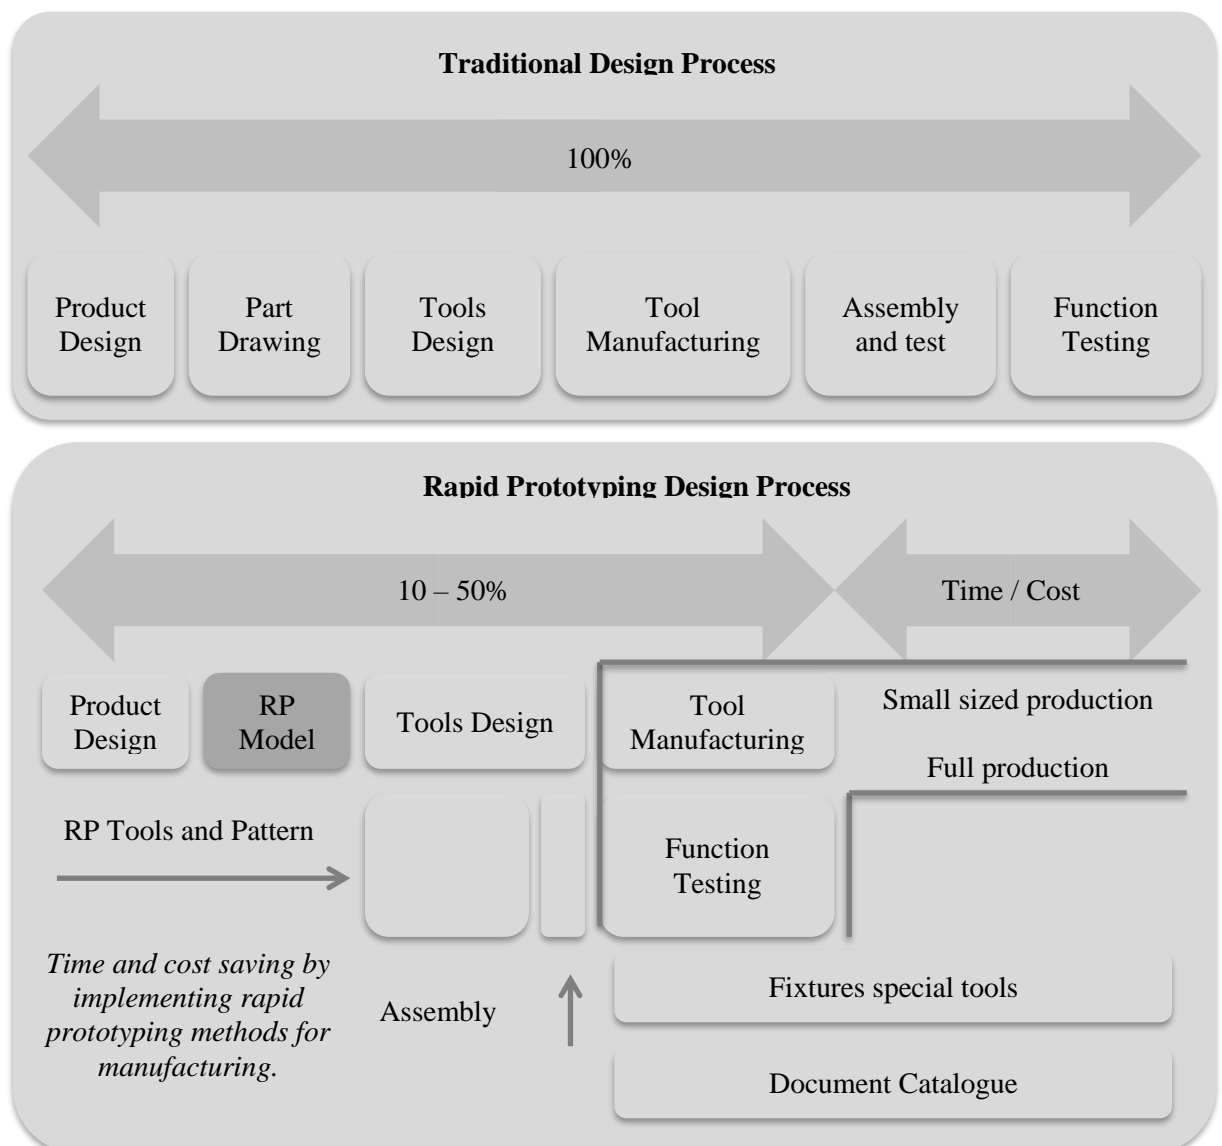 Traditional Design Process
100%
Product
Design
Part
Drawing
Tools
Design
Tool
Manufacturing
Assembly
and test
Function
Testing
Rapid Prototyping Design Process
10 – 50%
Time / Cost
Product
Design
RP
Model
Tools Design
Tool
Manufacturing
Small sized production
Full production
RP Tools and Pattern
Function
Testing
Time and cost saving by
implementing rapid
prototyping methods for
manufacturing.
Assembly
Fixtures special tools
Document Catalogue